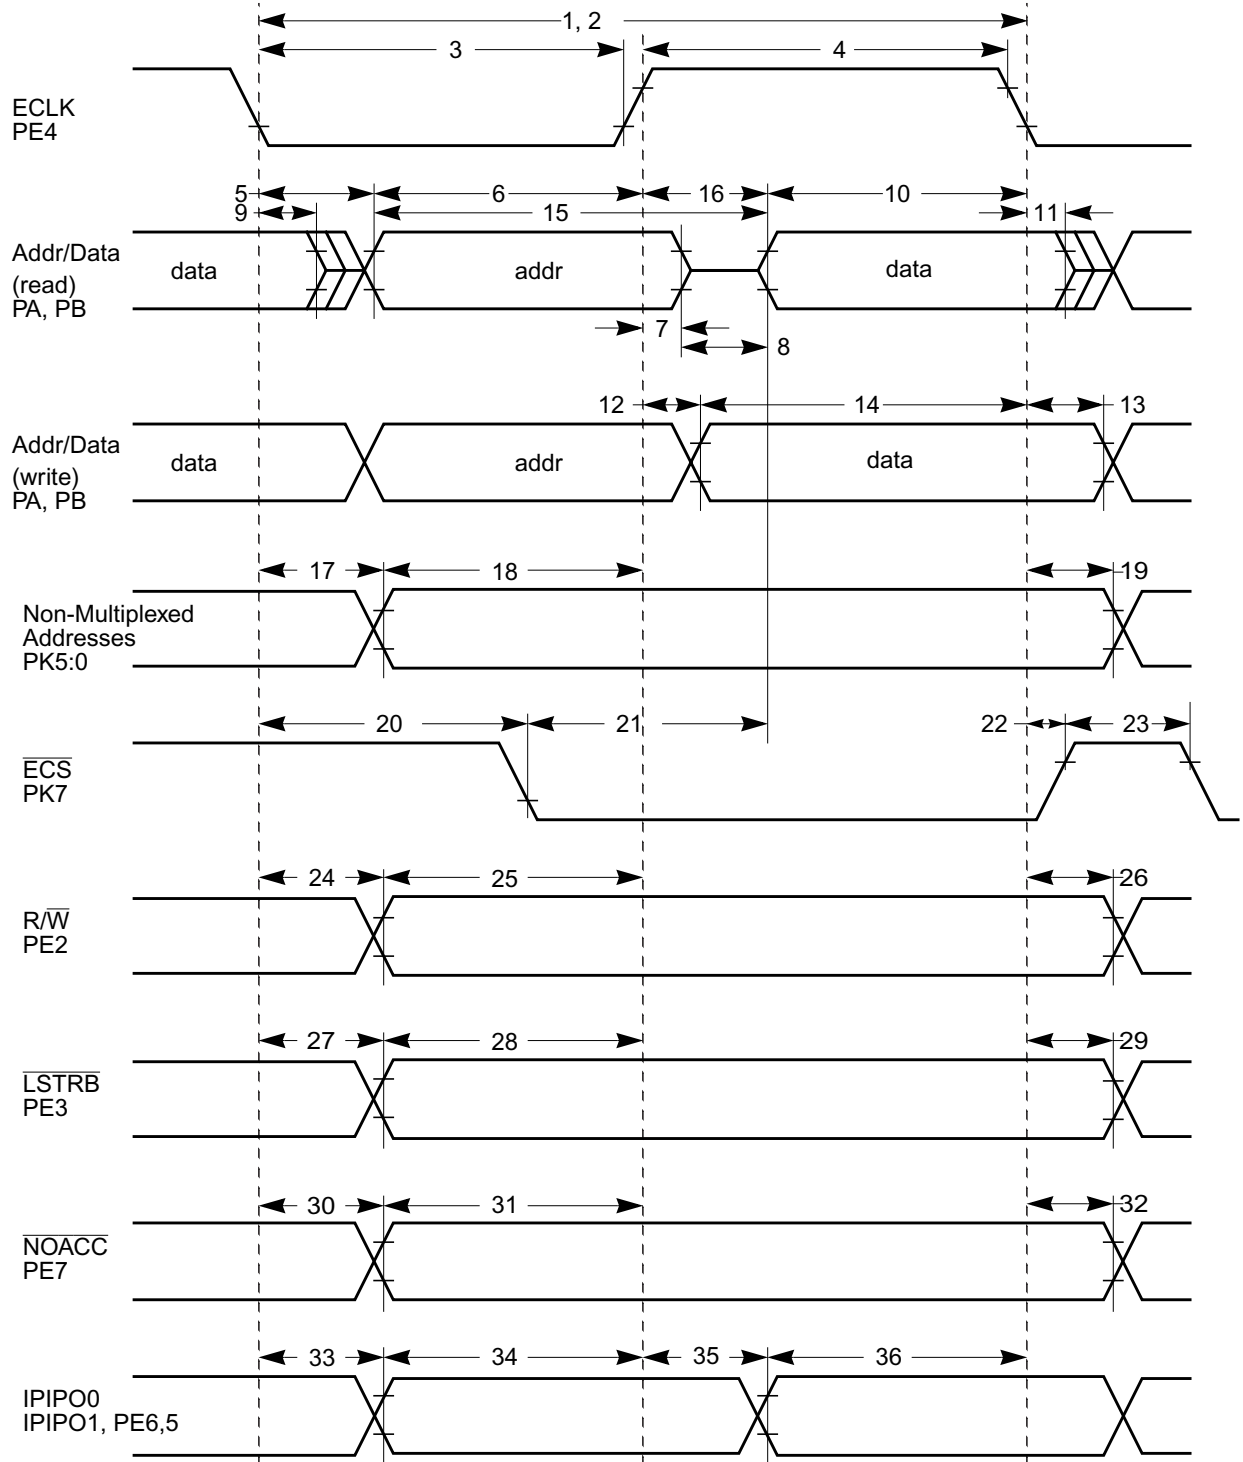 1, 2
3
4
ECLK
PE4
5
6
16
10
9
15
11
Addr/Data
(read)
PA, PB
data
addr
data
7
8
12
14
13
Addr/Data
(write)
PA, PB
data
addr
data
17
18
19
Non-Multiplexed
Addresses
PK5:0
20
21
22
23
ECS
PK7
24
25
26
R/W
PE2
27
28
29
LSTRB
PE3
30
31
32
NOACC
PE7
33
34
35
36
IPIPO0
IPIPO1, PE6,5